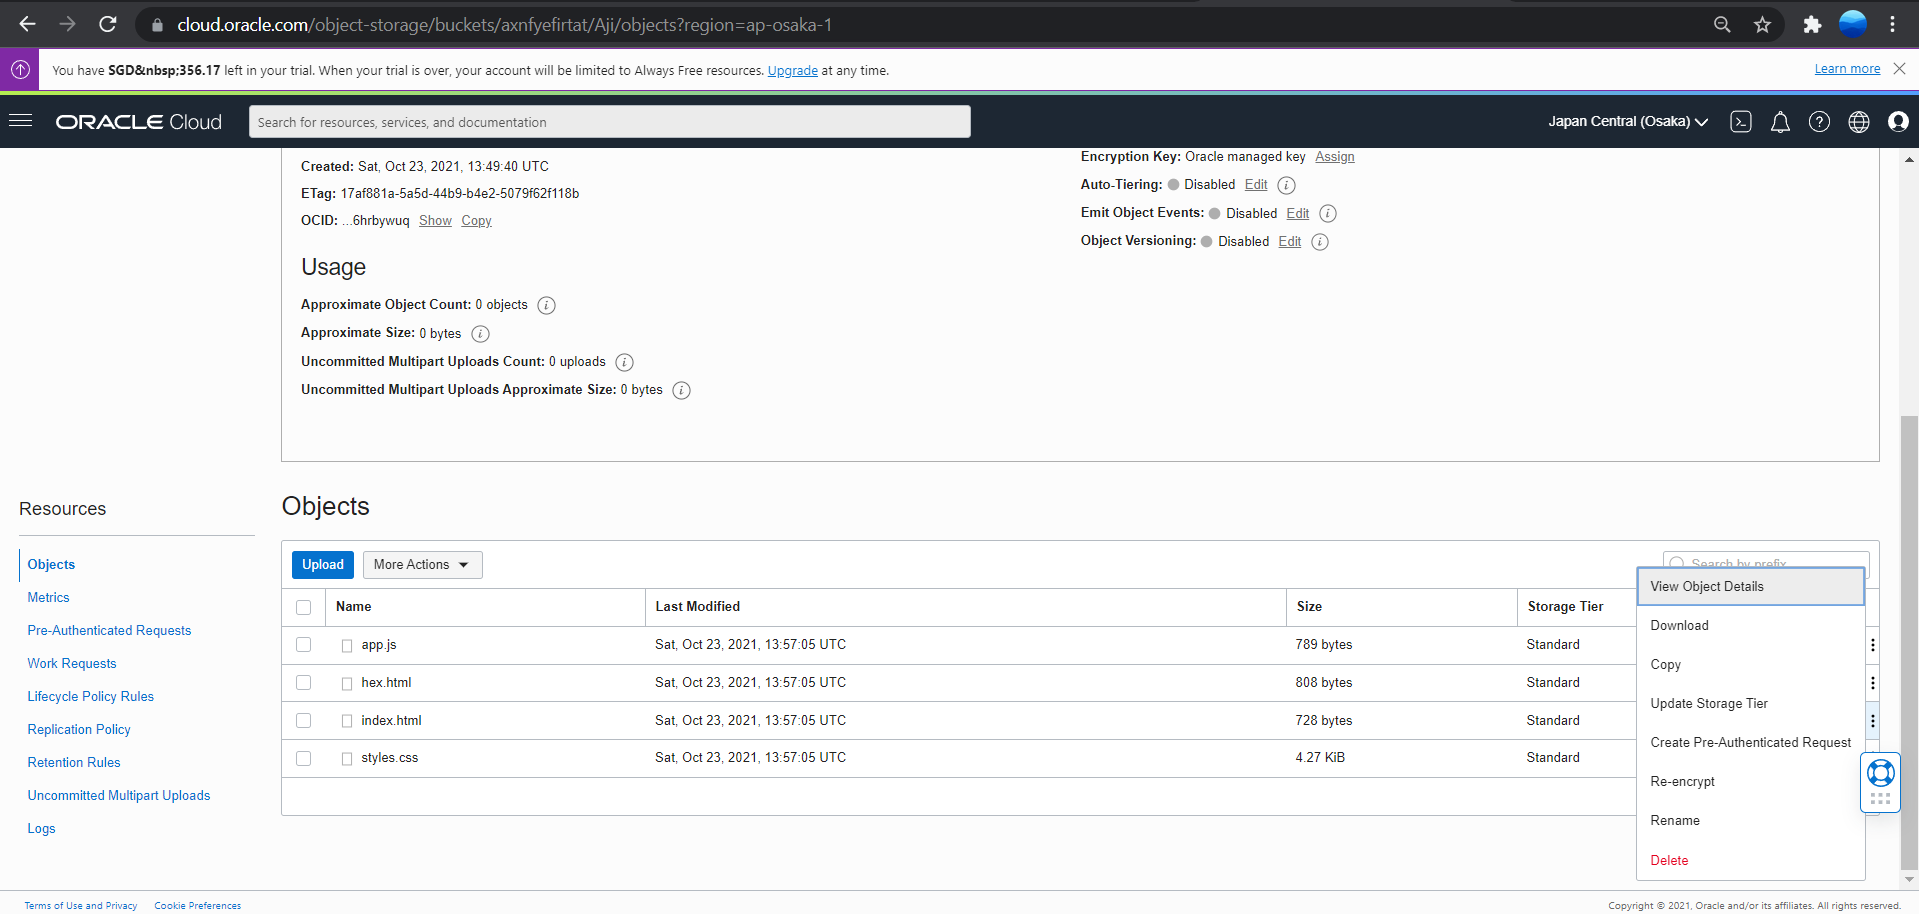 cloud.oracle.com/object-storage/buckets/axnfyefirtat/Aji/objects?region=ap-osaka-1
You have SGD&nbsp;356.17 left in your trial. When your trial is over, your account will be limited to Always Free resources. Upgrade at any time.
Learn more
ORACLE Cloud
Search for resources, services, and documentation
Japan Central (Osaka)
Created: Sat, Oct 23, 2021, 13:49:40 UTC
ETag: 17af881a-5a5d-44b9-b4e2-5079f62f118b
OCID: ...6hrbywuq Show Copy
Encryption Key: Oracle managed key Assign
Auto-Tiering: Disabled Edit
Emit Object Events: Disabled Edit
Object Versioning: Disabled Edit
Usage
Approximate Object Count: 0 objects
Approximate Size: 0 bytes
Uncommitted Multipart Uploads Count: 0 uploads
Uncommitted Multipart Uploads Approximate Size: 0 bytes
Resources
Objects
Metrics
Pre-Authenticated Requests
Work Requests
Lifecycle Policy Rules
Replication Policy
Retention Rules
Uncommitted Multipart Uploads
Logs
Objects
Upload
More Actions
Search by prefix
Name Last Modified Size Storage Tier
app.js Sat, Oct 23, 2021, 13:57:05 UTC 789 bytes Standard
hex.html Sat, Oct 23, 2021, 13:57:05 UTC 808 bytes Standard
index.html Sat, Oct 23, 2021, 13:57:05 UTC 728 bytes Standard
styles.css Sat, Oct 23, 2021, 13:57:05 UTC 4.27 KiB Standard
View Object Details
Download
Copy
Update Storage Tier
Create Pre-Authenticated Request
Re-encrypt
Rename
Delete
Terms of Use and Privacy Cookie Preferences
Copyright © 2021, Oracle and/or its affiliates. All rights reserved.